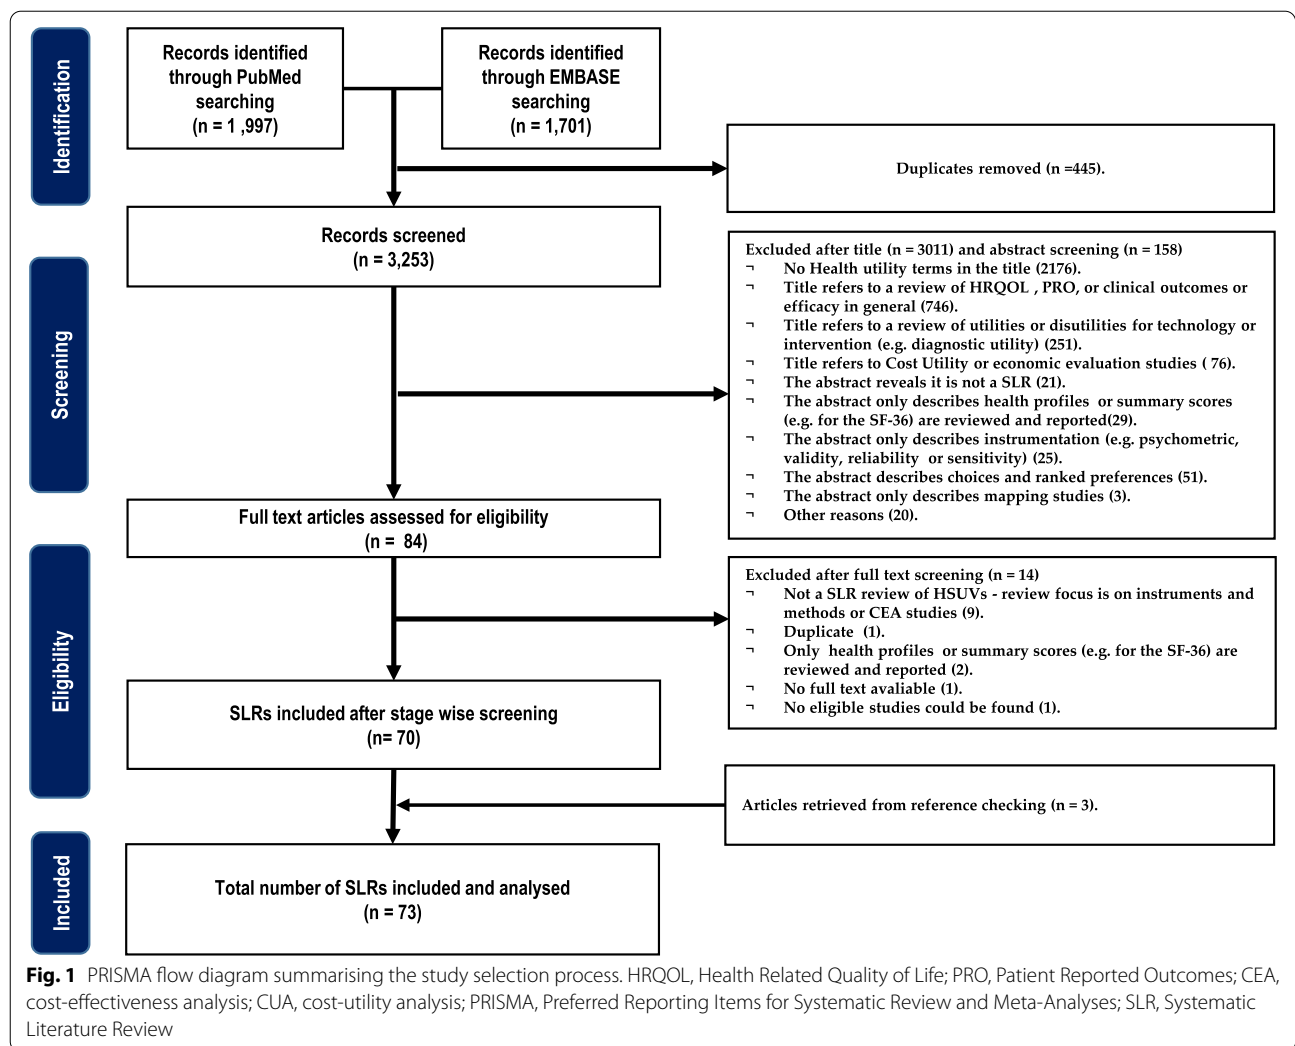 Identification
Records identified
through PubMed
searching
(n = 1 ,997)
Records identified
through EMBASE
searching
(n = 1,701)
Duplicates removed (n =445).
Screening
Records screened
(n = 3,253)
Excluded after title (n = 3011) and abstract screening (n = 158)
¬ No Health utility terms in the title (2176).
¬ Title refers to a review of HRQOL , PRO, or clinical outcomes or
efficacy in general (746).
¬ Title refers to a review of utilities or disutilities for technology or
intervention (e.g. diagnostic utility) (251).
¬ Title refers to Cost Utility or economic evaluation studies ( 76).
¬ The abstract reveals it is not a SLR (21).
¬ The abstract only describes health profiles or summary scores
(e.g. for the SF-36) are reviewed and reported(29).
¬ The abstract only describes instrumentation (e.g. psychometric,
validity, reliability or sensitivity) (25).
¬ The abstract describes choices and ranked preferences (51).
¬ The abstract only describes mapping studies (3).
¬ Other reasons (20).
Full text articles assessed for eligibility
(n = 84)
Eligibility
Excluded after full text screening (n = 14)
¬ Not a SLR review of HSUVs - review focus is on instruments and
methods or CEA studies (9).
¬ Duplicate (1).
¬ Only health profiles or summary scores (e.g. for the SF-36) are
reviewed and reported (2).
¬ No full text avaliable (1).
¬ No eligible studies could be found (1).
SLRs included after stage wise screening
(n= 70)
Articles retrieved from reference checking (n = 3).
Included
Total number of SLRs included and analysed
(n = 73)
Fig. 1 PRISMA flow diagram summarising the study selection process. HRQOL, Health Related Quality of Life; PRO, Patient Reported Outcomes; CEA,
cost-effectiveness analysis; CUA, cost-utility analysis; PRISMA, Preferred Reporting Items for Systematic Review and Meta-Analyses; SLR, Systematic
Literature Review